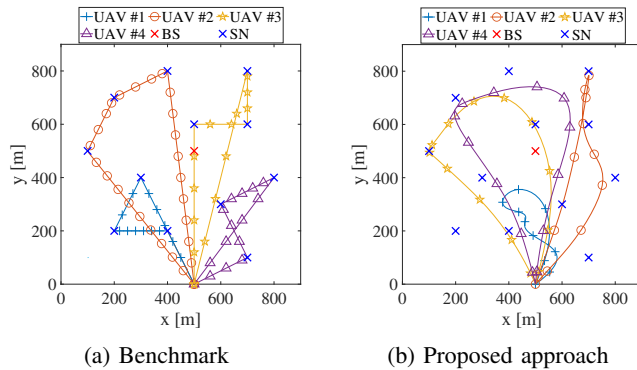 UAV #1 UAV #2 UAV #3
UAV #4 BS SN
800
600
400
200
0
y [m]
0 200 400 600 800
x [m]
(a) Benchmark
UAV #1 UAV #2 UAV #3
UAV #4 BS SN
800
600
400
200
0
y [m]
0 200 400 600 800
x [m]
(b) Proposed approach